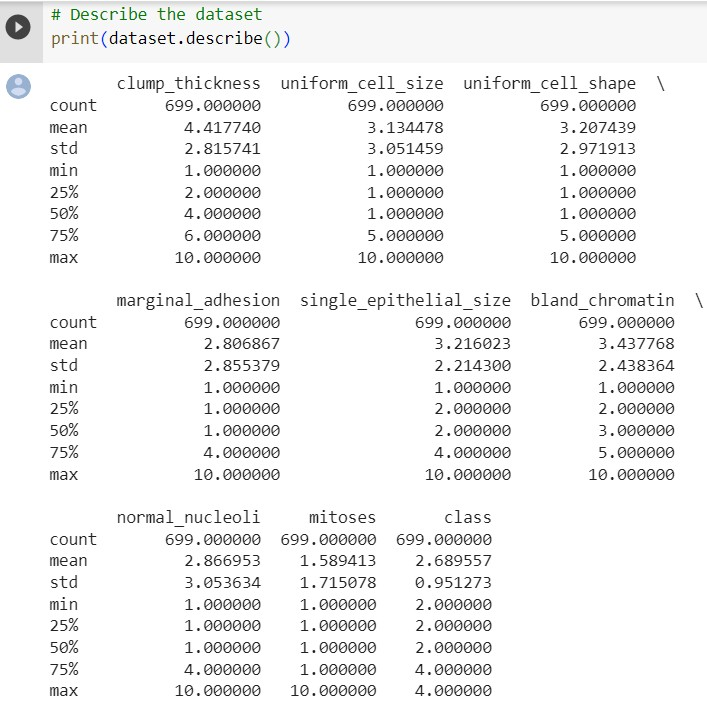 # Describe the dataset
print(dataset.describe())
clump_thickness uniform_cell_size uniform_cell_shape \
count 699.000000 699.000000 699.000000
mean 4.417740 3.134478 3.207439
std 2.815741 3.051459 2.971913
min 1.000000 1.000000 1.000000
25% 2.000000 1.000000 1.000000
50% 4.000000 1.000000 1.000000
75% 6.000000 5.000000 5.000000
max 10.000000 10.000000 10.000000
marginal_adhesion single_epithelial_size bland_chromatin \
count 699.000000 699.000000 699.000000
mean 2.806867 3.216023 3.437768
std 2.855379 2.214300 2.438364
min 1.000000 1.000000 1.000000
25% 1.000000 2.000000 2.000000
50% 1.000000 2.000000 3.000000
75% 4.000000 4.000000 5.000000
max 10.000000 10.000000 10.000000
normal_nucleoli mitoses class
count 699.000000 699.000000 699.000000
mean 2.866953 1.589413 2.689557
std 3.053634 1.715078 0.951273
min 1.000000 1.000000 2.000000
25% 1.000000 1.000000 2.000000
50% 1.000000 1.000000 2.000000
75% 4.000000 1.000000 4.000000
max 10.000000 10.000000 4.000000